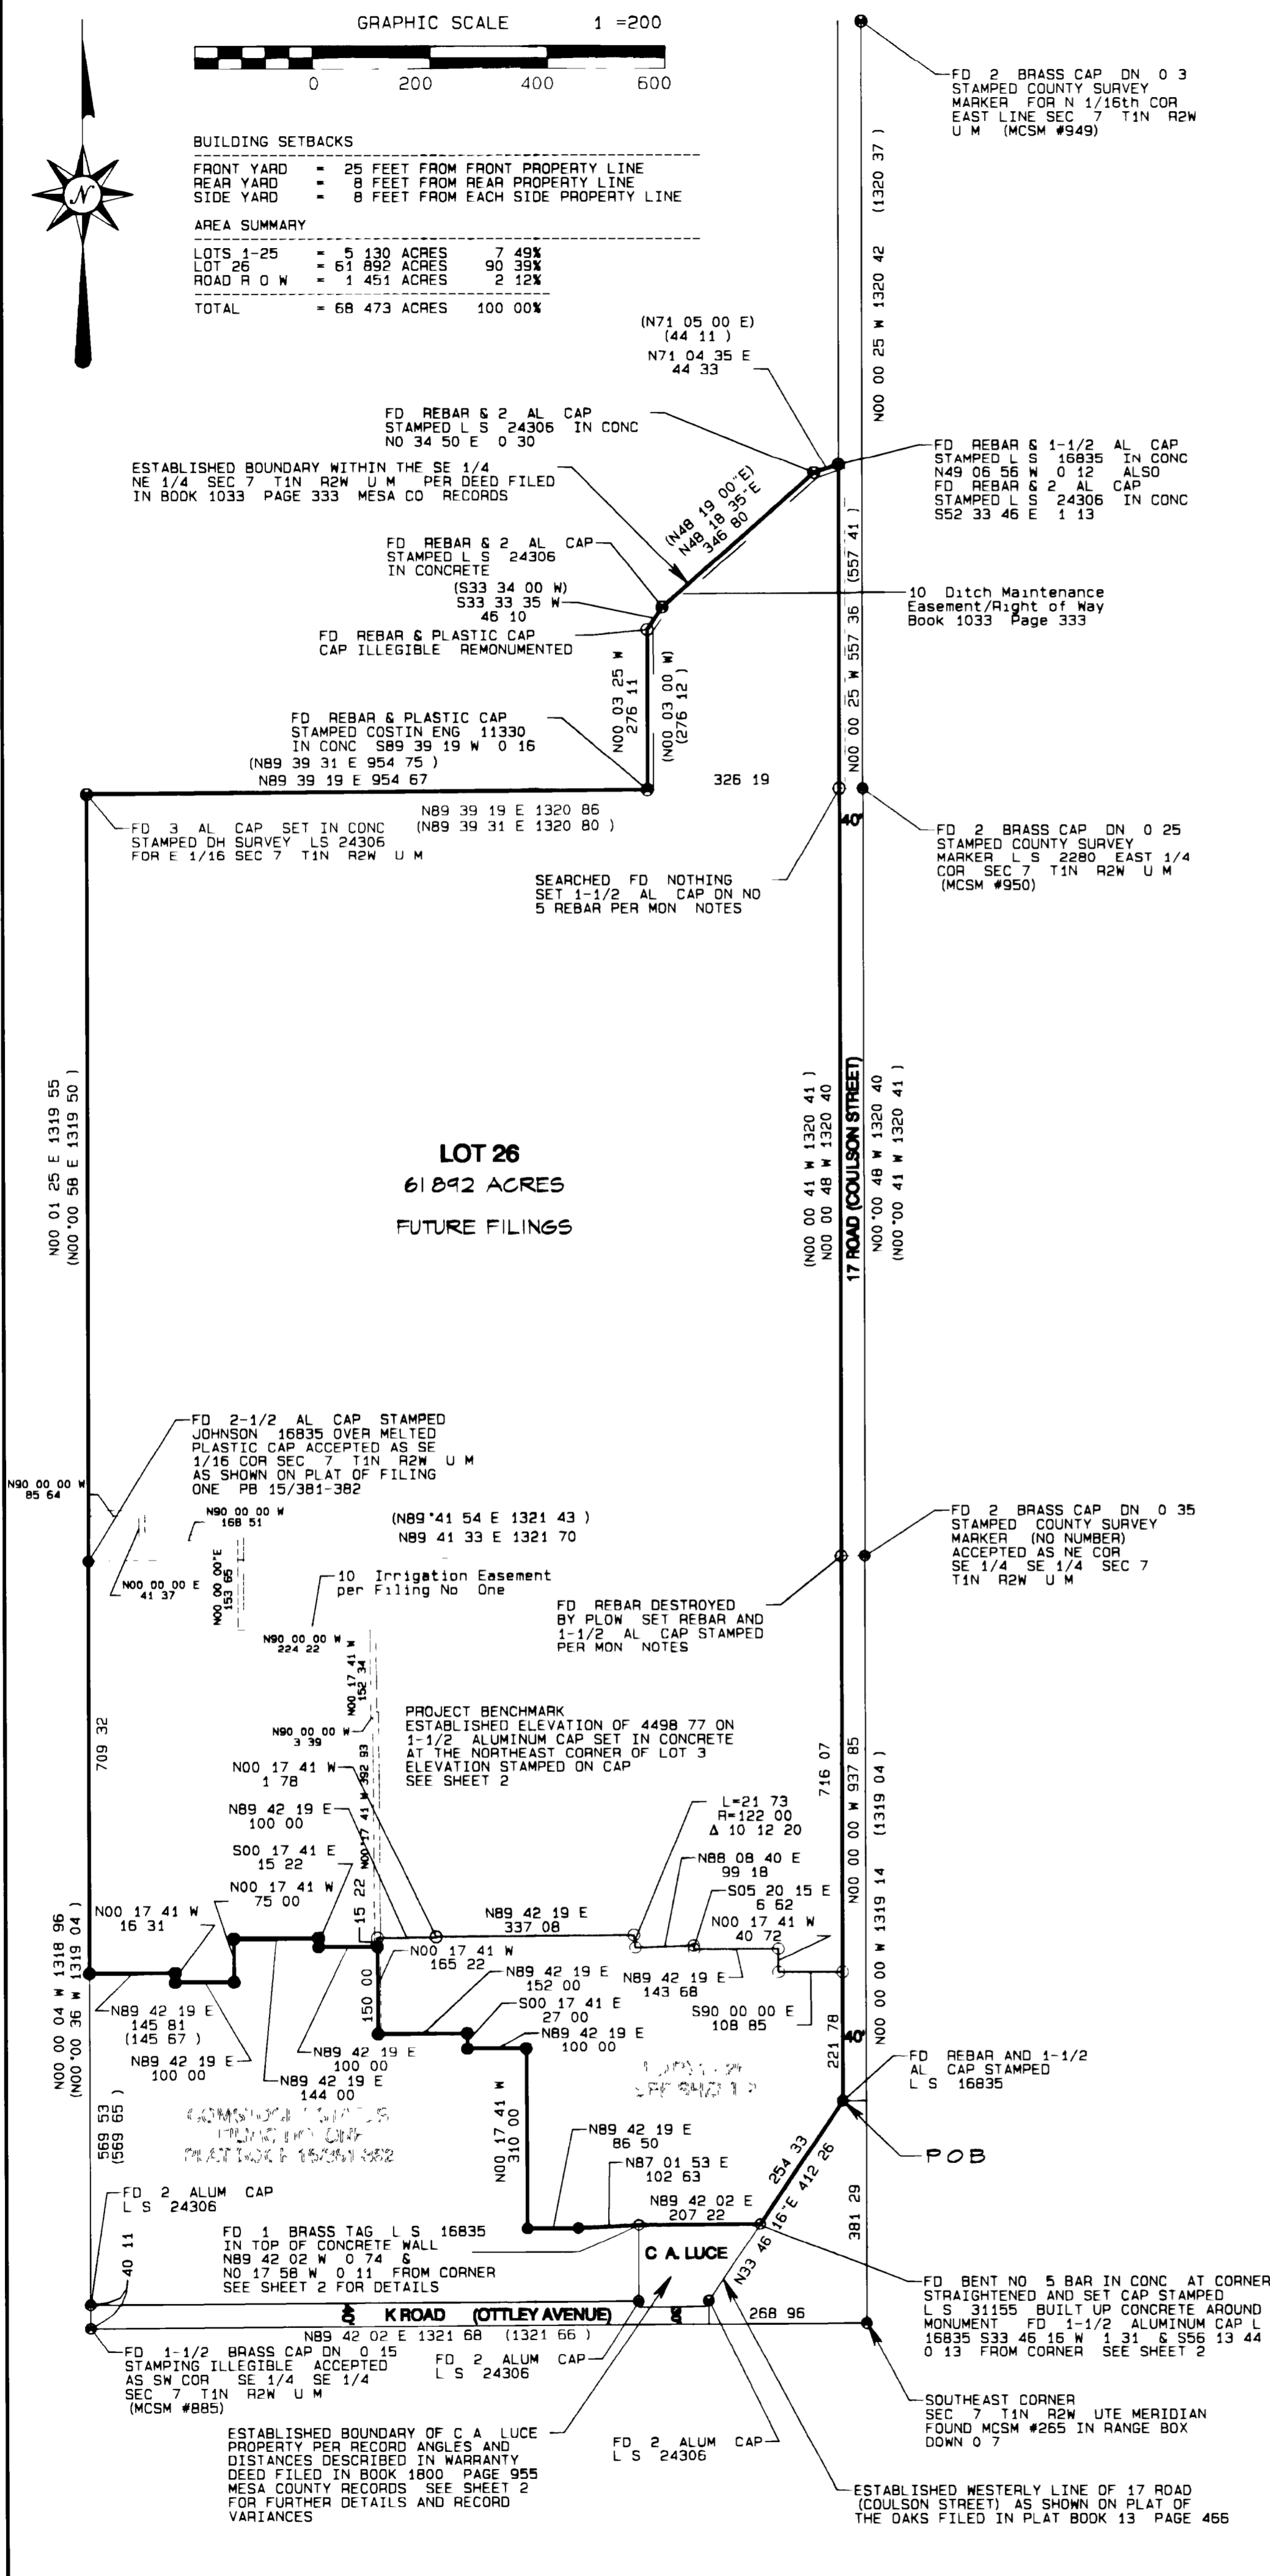 GRAPHIC SCALE 1 =200
0 200 400 600
BUILDING SETBACKS
FRONT YARD = 25 FEET FROM FRONT PROPERTY LINE
REAR YARD = 8 FEET FROM REAR PROPERTY LINE
SIDE YARD = 8 FEET FROM EACH SIDE PROPERTY LINE
AREA SUMMARY
LOTS 1-25 = 5 130 ACRES 7 49%
LOT 26 = 61 892 ACRES 90 39%
ROAD R O W = 1 451 ACRES 2 12%
TOTAL = 68 473 ACRES 100 00%
N
FD 2 BRASS CAP DN 0 3
STAMPED COUNTY SURVEY
MARKER FOR N 1/16th COR
EAST LINE SEC 7 T1N R2W
U M (MCSM #949)
N00 00 25 W 1320 42 (1320 37 )
(N71 05 00 E)
(44 11 )
N71 04 35 E
44 33
FD REBAR & 2 AL CAP
STAMPED L S 24306 IN CONC
NO 34 50 E 0 30
ESTABLISHED BOUNDARY WITHIN THE SE 1/4
NE 1/4 SEC 7 T1N R2W U M PER DEED FILED
IN BOOK 1033 PAGE 333 MESA CO RECORDS
FD REBAR & 1-1/2 AL CAP
STAMPED L S 16835 IN CONC
N49 06 56 W 0 12 ALSO
FD REBAR & 2 AL CAP
STAMPED L S 24306 IN CONC
S52 33 46 E 1 13
(N48 19 00"E)
N48 18 35"E
346 80
FD REBAR & 2 AL CAP
STAMPED L S 24306
IN CONCRETE
(S33 34 00 W)
S33 33 35 W
46 10
FD REBAR & PLASTIC CAP
CAP ILLEGIBLE REMONUMENTED
10 Ditch Maintenance
Easement/Right of Way
Book 1033 Page 333
N00 00 25 W 557 36 (557 41 )
N00 03 25 W
276 11
(N00 03 00 W)
(276 12 )
FD REBAR & PLASTIC CAP
STAMPED COSTIN ENG 11330
IN CONC S89 39 19 W 0 16
(N89 39 31 E 954 75 )
N89 39 19 E 954 67
326 19
N89 39 19 E 1320 86
(N89 39 31 E 1320 80 )
FD 3 AL CAP SET IN CONC
STAMPED DH SURVEY LS 24306
FOR E 1/16 SEC 7 T1N R2W U M
40'
FD 2 BRASS CAP DN 0 25
STAMPED COUNTY SURVEY
MARKER L S 2280 EAST 1/4
COR SEC 7 T1N R2W U M
(MCSM #950)
SEARCHED FD NOTHING
SET 1-1/2 AL CAP ON NO
5 REBAR PER MON NOTES
N00 01 25 E 1319 55
(N00°00 58 E 1319 50 )
LOT 26
61 892 ACRES
FUTURE FILINGS
(N00 00 41 W 1320 41 )
N00 00 48 W 1320 40
17 ROAD (COULSON STREET)
N00°00 48 W 1320 40
(N00°00 41 W 1320 41 )
FD 2-1/2 AL CAP STAMPED
JOHNSON 16835 OVER MELTED
PLASTIC CAP ACCEPTED AS SE
1/16 COR SEC 7 T1N R2W U M
AS SHOWN ON PLAT OF FILING
ONE PB 15/381-382
N90 00 00 W
85 64
N90 00 00 W
168 51
(N89°41 54 E 1321 43 )
N89 41 33 E 1321 70
FD 2 BRASS CAP DN 0 35
STAMPED COUNTY SURVEY
MARKER (NO NUMBER)
ACCEPTED AS NE COR
SE 1/4 SE 1/4 SEC 7
T1N R2W U M
N00 00 00 E
41 37
N00 00 00"E
153 65
10 Irrigation Easement
per Filing No One
FD REBAR DESTROYED
BY PLOW SET REBAR AND
1-1/2 AL CAP STAMPED
PER MON NOTES
N90 00 00 W
224 22
N00 17 41 W
152 34
N90 00 00 W
3 39
PROJECT BENCHMARK
ESTABLISHED ELEVATION OF 4498 77 ON
1-1/2 ALUMINUM CAP SET IN CONCRETE
AT THE NORTHEAST CORNER OF LOT 3
ELEVATION STAMPED ON CAP
SEE SHEET 2
709 32
N00 17 41 W
1 78
N00°17 41 W 392 93
N89 42 19 E
100 00
S00 17 41 E
15 22
N00 17 41 W
75 00
N00 17 41 W
16 31
15 22
L=21 73
R=122 00
Δ 10 12 20
N88 08 40 E
99 18
S05 20 15 E
6 62
N00 17 41 W
40 72
716 07
N00 00 00 W 937 85
N00 00 00 W 1319 14 (1319 04 )
N89 42 19 E
337 08
N00 17 41 W
165 22
N89 42 19 E
152 00
N89 42 19 E
143 68
S90 00 00 E
108 85
N00 00 04 W 1318 96
(N00°00 36 W 1319 04 )
N89 42 19 E
145 81
(145 67 )
N89 42 19 E
100 00
N89 42 19 E
144 00
N89 42 19 E
100 00
150 00
S00 17 41 E
27 00
N89 42 19 E
100 00
221 78
40'
FD REBAR AND 1-1/2
AL CAP STAMPED
L S 16835
POB
569 53
(569 65 )
N00 17 41 W
310 00
N89 42 19 E
86 50
N87 01 53 E
102 63
N89 42 02 E
207 22
254 33
N33 46 16"E 412 26
381 29
FD 2 ALUM CAP
L S 24306
40 11
FD 1 BRASS TAG L S 16835
IN TOP OF CONCRETE WALL
N89 42 02 W 0 74 &
NO 17 58 W 0 11 FROM CORNER
SEE SHEET 2 FOR DETAILS
C A. LUCE
FD BENT NO 5 BAR IN CONC AT CORNER
STRAIGHTENED AND SET CAP STAMPED
L S 31155 BUILT UP CONCRETE AROUND
MONUMENT FD 1-1/2 ALUMINUM CAP L
16835 S33 46 16 W 1 31 & S56 13 44
0 13 FROM CORNER SEE SHEET 2
K ROAD (OTTLEY AVENUE)
268 96
N89 42 02 E 1321 68 (1321 66 )
FD 1-1/2 BRASS CAP DN 0 15
STAMPING ILLEGIBLE ACCEPTED
AS SW COR SE 1/4 SE 1/4
SEC 7 T1N R2W U M
(MCSM #885)
FD 2 ALUM CAP
L S 24306
SOUTHEAST CORNER
SEC 7 T1N R2W UTE MERIDIAN
FOUND MCSM #265 IN RANGE BOX
DOWN 0 7
ESTABLISHED BOUNDARY OF C A LUCE
PROPERTY PER RECORD ANGLES AND
DISTANCES DESCRIBED IN WARRANTY
DEED FILED IN BOOK 1800 PAGE 955
MESA COUNTY RECORDS SEE SHEET 2
FOR FURTHER DETAILS AND RECORD
VARIANCES
FD 2 ALUM CAP
L S 24306
ESTABLISHED WESTERLY LINE OF 17 ROAD
(COULSON STREET) AS SHOWN ON PLAT OF
THE OAKS FILED IN PLAT BOOK 13 PAGE 466